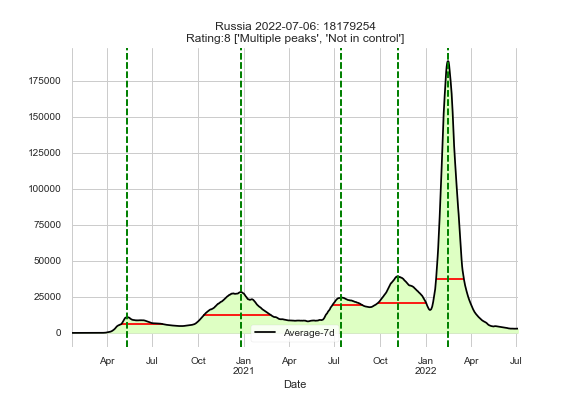 Russia 2022-07-06: 18179254
Rating:8 ['Multiple peaks', 'Not in control']
175000
150000
125000
100000
75000
50000
25000
0
Average-7d
Apr Jul Oct Jan Apr Jul Oct Jan Apr Jul
2021 2022
Date